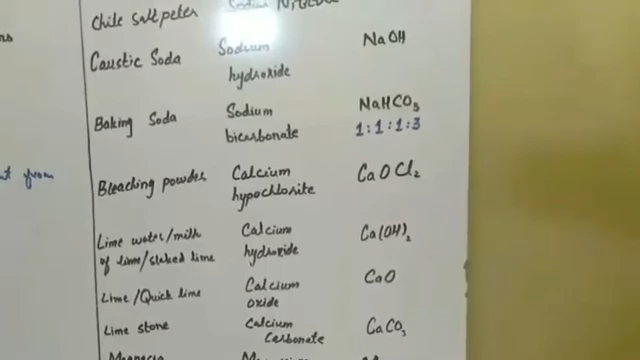 Chile saltpeter Sodium
Caustic Soda Sodium NaOH
hydroxide
Baking Soda Sodium NaHCO3
bicarbonate 1:1:1:3
from
Bleaching powder Calcium CaOCl2
hypochlorite
Lime water/milk Calcium Ca(OH)2
of lime/slaked lime hydroxide
Lime/Quick lime Calcium CaO
oxide
Lime stone Calcium CaCO3
Carbonate